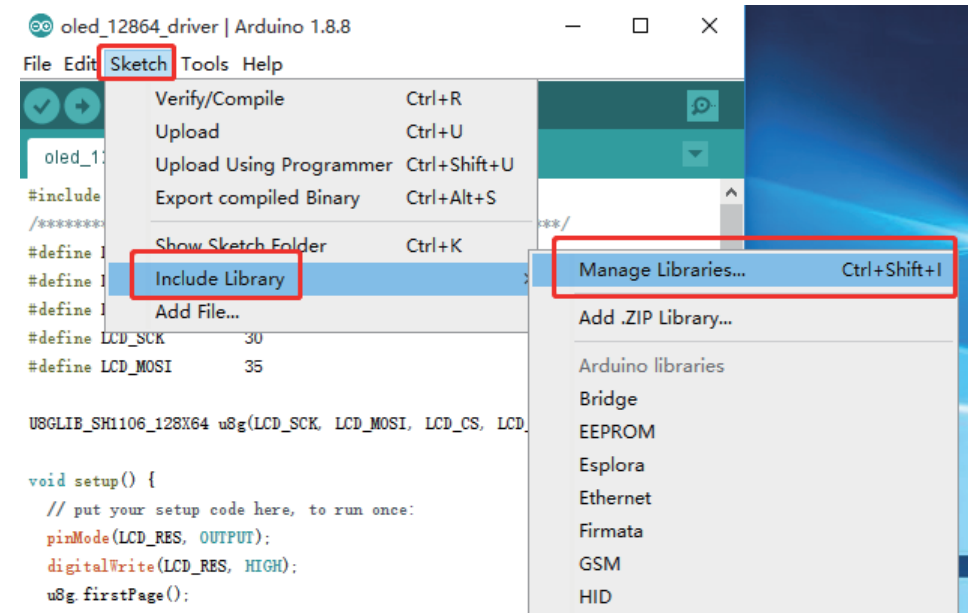 oled_12864_driver | Arduino 1.8.8
File Edit Sketch Tools Help
Verify/Compile Ctrl+R
Upload Ctrl+U
Upload Using Programmer Ctrl+Shift+U
Export compiled Binary Ctrl+Alt+S
Show Sketch Folder Ctrl+K
Include Library
Add File...
Manage Libraries... Ctrl+Shift+I
Add .ZIP Library...
Arduino libraries
Bridge
EEPROM
Esplora
Ethernet
Firmata
GSM
HID
oled_1
#include
/******** ***/
#define
#define
#define
#define LCD_SCK 30
#define LCD_MOSI 35
U8GLIB_SH1106_128X64 u8g(LCD_SCK, LCD_MOSI, LCD_CS, LCD_
void setup() {
// put your setup code here, to run once:
pinMode(LCD_RES, OUTPUT);
digitalWrite(LCD_RES, HIGH);
u8g.firstPage();